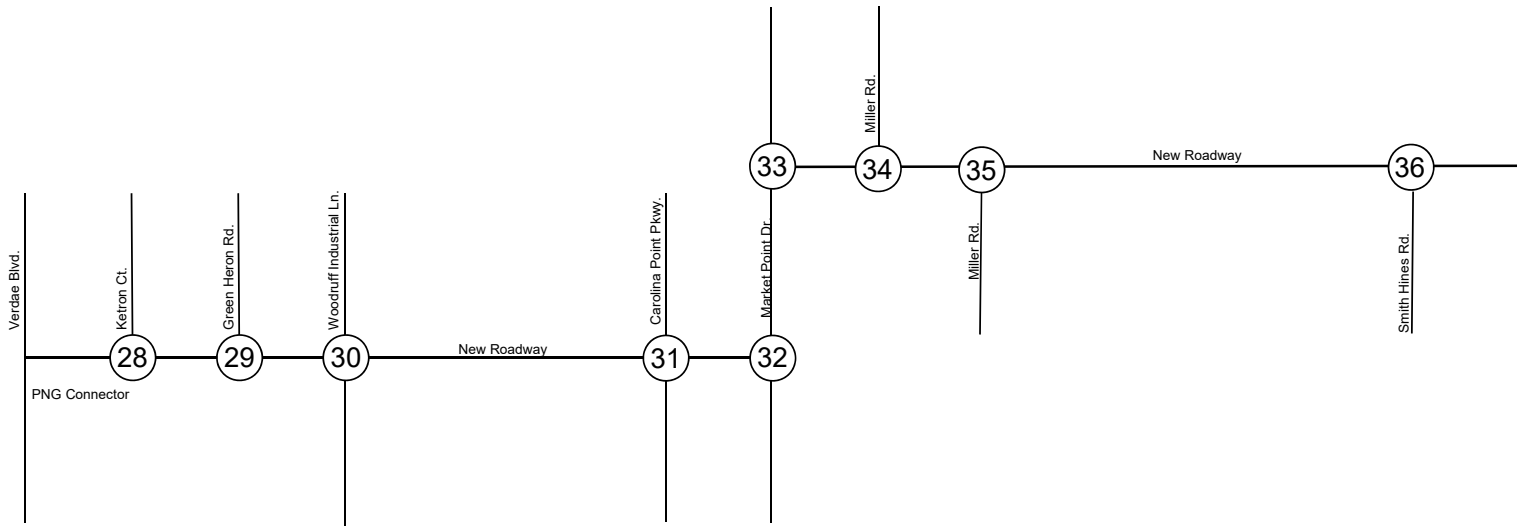 Miller Rd.
33
34
35
New Roadway
36
Verdae Blvd.
Ketron Ct.
Green Heron Rd.
Woodruff Industrial Ln.
Carolina Point Pkwy.
Market Point Dr.
Miller Rd.
Smith Hines Rd.
28
29
30
New Roadway
31
32
PNG Connector